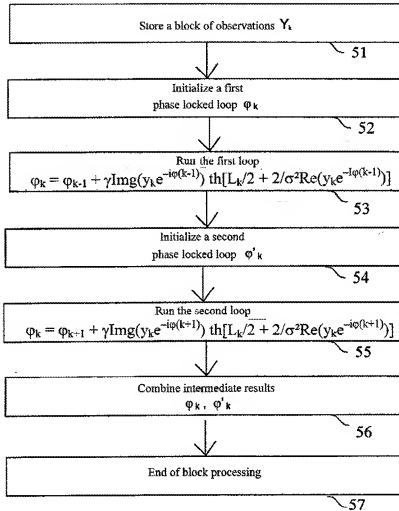 Store a block of observations Yₖ
51
Initialize a first
phase locked loop φₖ
52
Run the first loop
φₖ = φₖ₋₁ + γImg(yₖe^(-iφ(k-1))) th[Lₖ/2 + 2/σ²Re(yₖe^(-Iφ(k-1)))]
53
Initialize a second
phase locked loop φ'ₖ
54
Run the second loop
φₖ = φₖ₊₁ + γImg(yₖe^(-iφ(k+1))) th[Lₖ/2 + 2/σ²Re(yₖe^(-iφ(k+1)))]
55
Combine intermediate results
φₖ , φ'ₖ
56
End of block processing
57